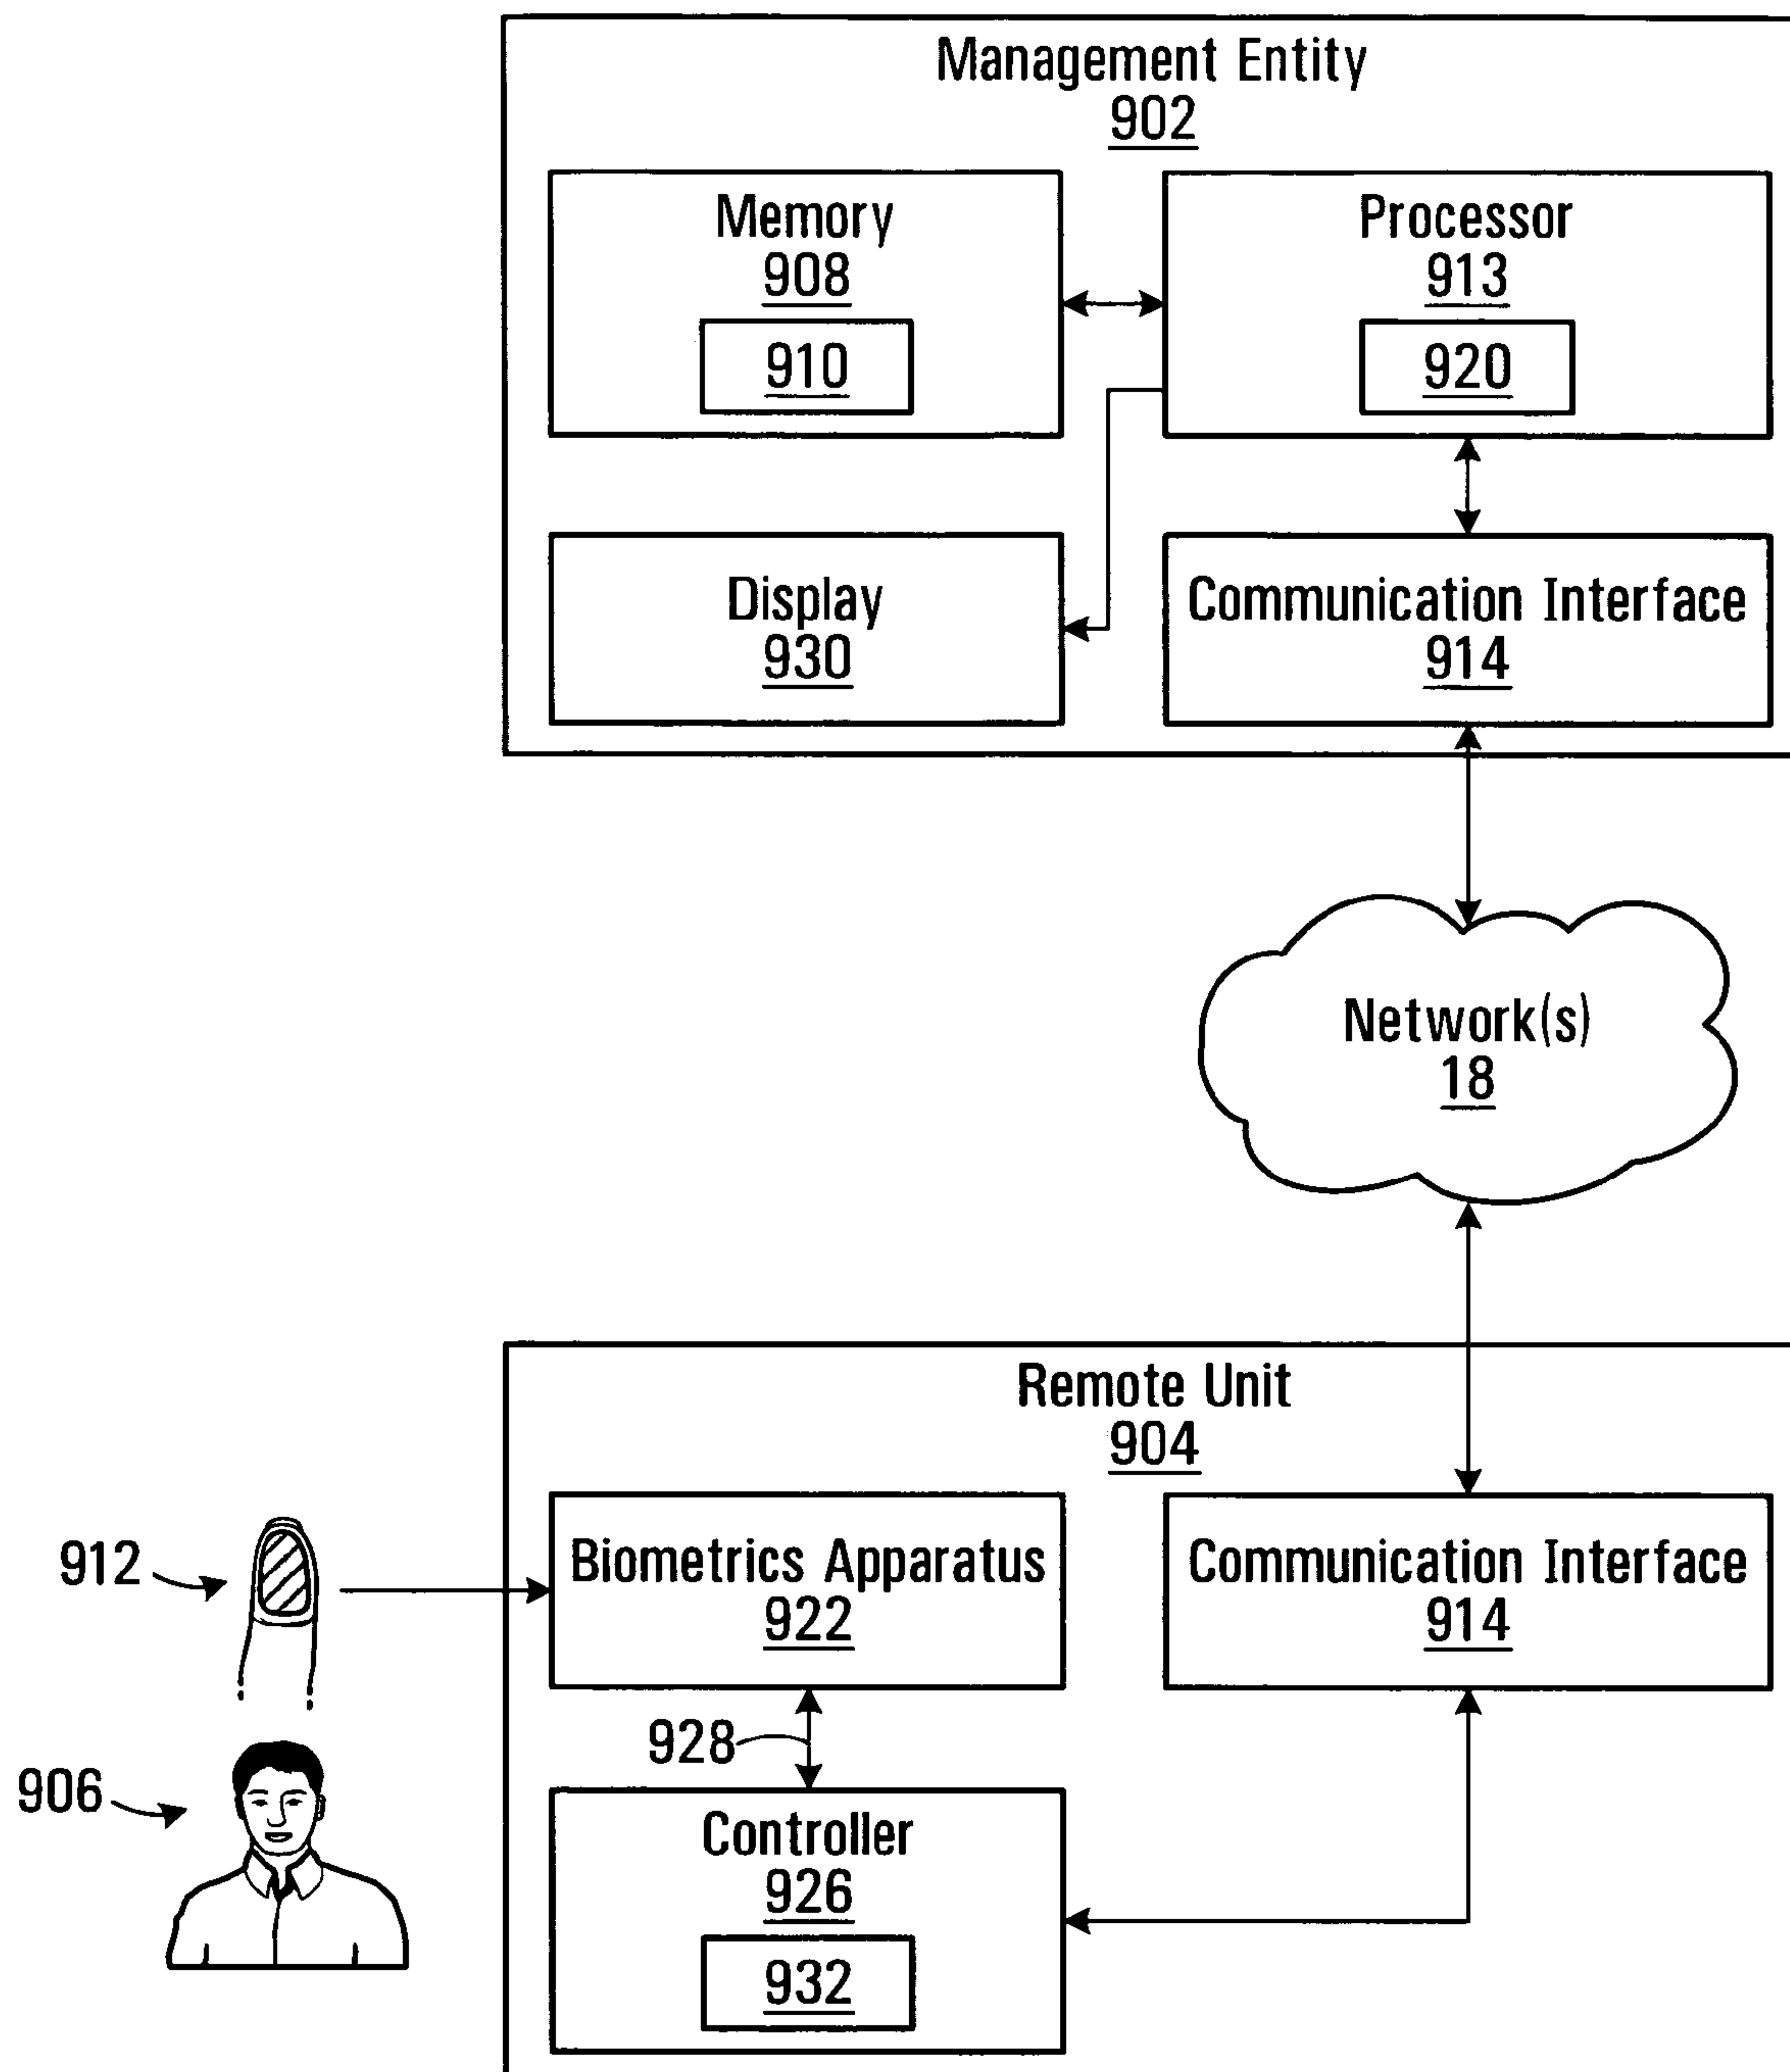 Management Entity
902
Memory
908
910
Processor
913
920
Display
930
Communication Interface
914
Network(s)
18
Remote Unit
904
912
Biometrics Apparatus
922
Communication Interface
914
928
906
Controller
926
932